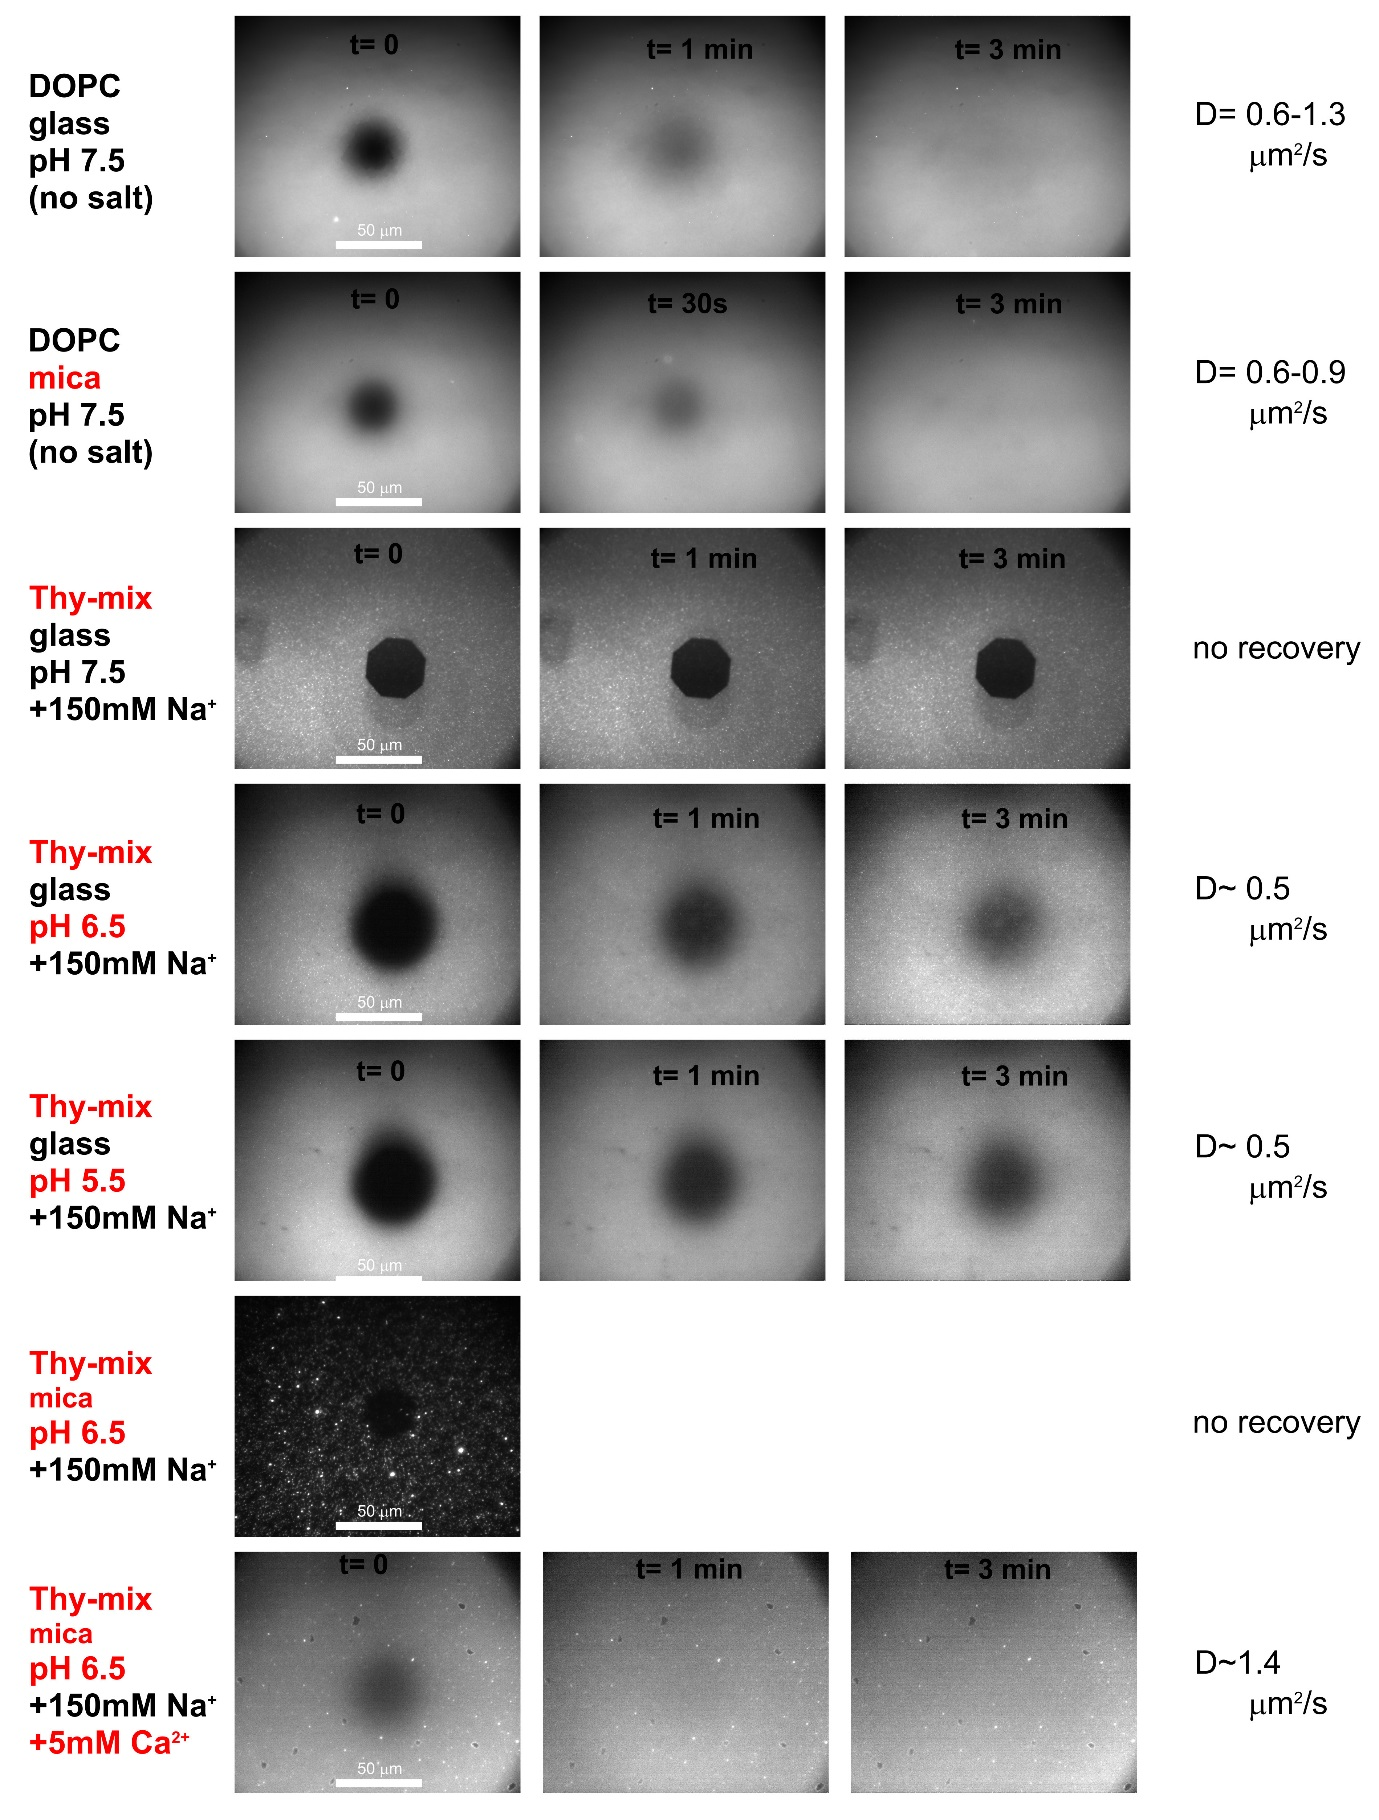 DOPC
glass
pH 7.5
(no salt)
t= 0
50 μm
t= 1 min
t= 3 min
D= 0.6-1.3
μm²/s
DOPC
mica
pH 7.5
(no salt)
t= 0
50 μm
t= 30s
t= 3 min
D= 0.6-0.9
μm²/s
Thy-mix
glass
pH 7.5
+150mM Na⁺
t= 0
50 μm
t= 1 min
t= 3 min
no recovery
Thy-mix
glass
pH 6.5
+150mM Na⁺
t= 0
50 μm
t= 1 min
t= 3 min
D~ 0.5
μm²/s
Thy-mix
glass
pH 5.5
+150mM Na⁺
t= 0
50 μm
t= 1 min
t= 3 min
D~ 0.5
μm²/s
Thy-mix
mica
pH 6.5
+150mM Na⁺
50 μm
no recovery
Thy-mix
mica
pH 6.5
+150mM Na⁺
+5mM Ca²⁺
t= 0
50 μm
t= 1 min
t= 3 min
D~1.4
μm²/s